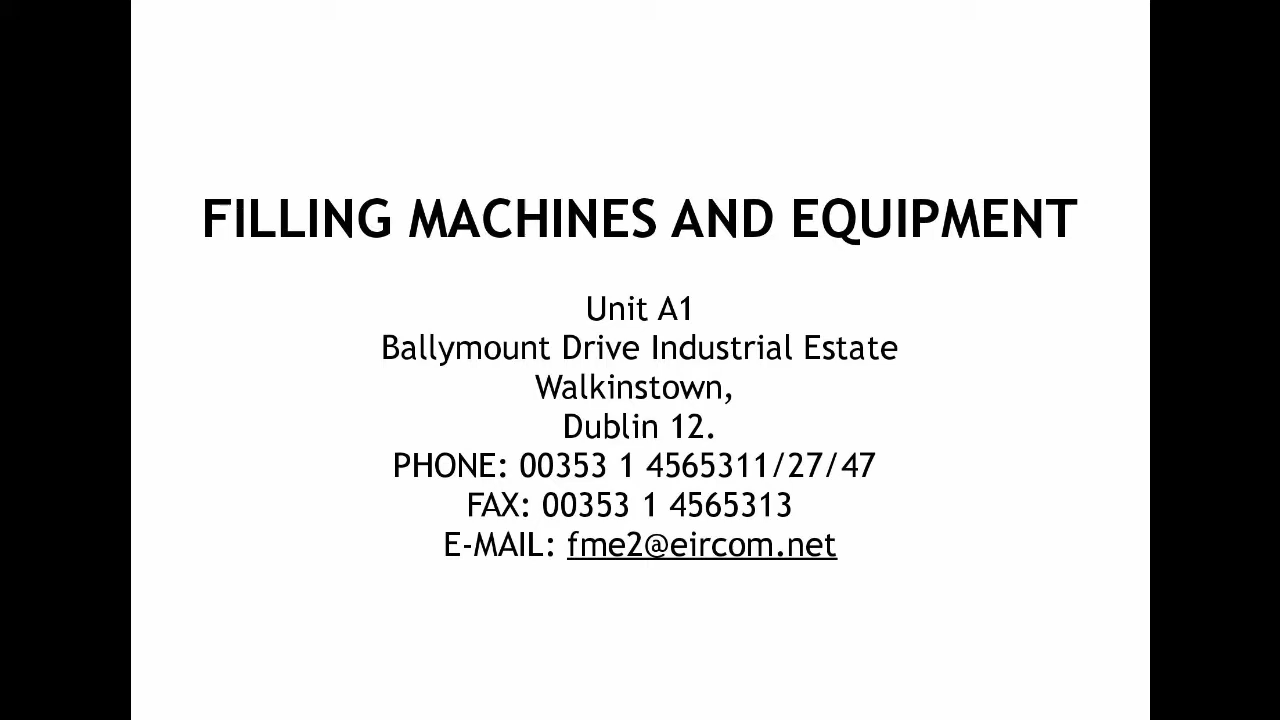 FILLING MACHINES AND EQUIPMENT
Unit A1
Ballymount Drive Industrial Estate
Walkinstown,
Dublin 12.
PHONE: 00353 1 4565311/27/47
FAX: 00353 1 4565313
E-MAIL: fme2@eircom.net